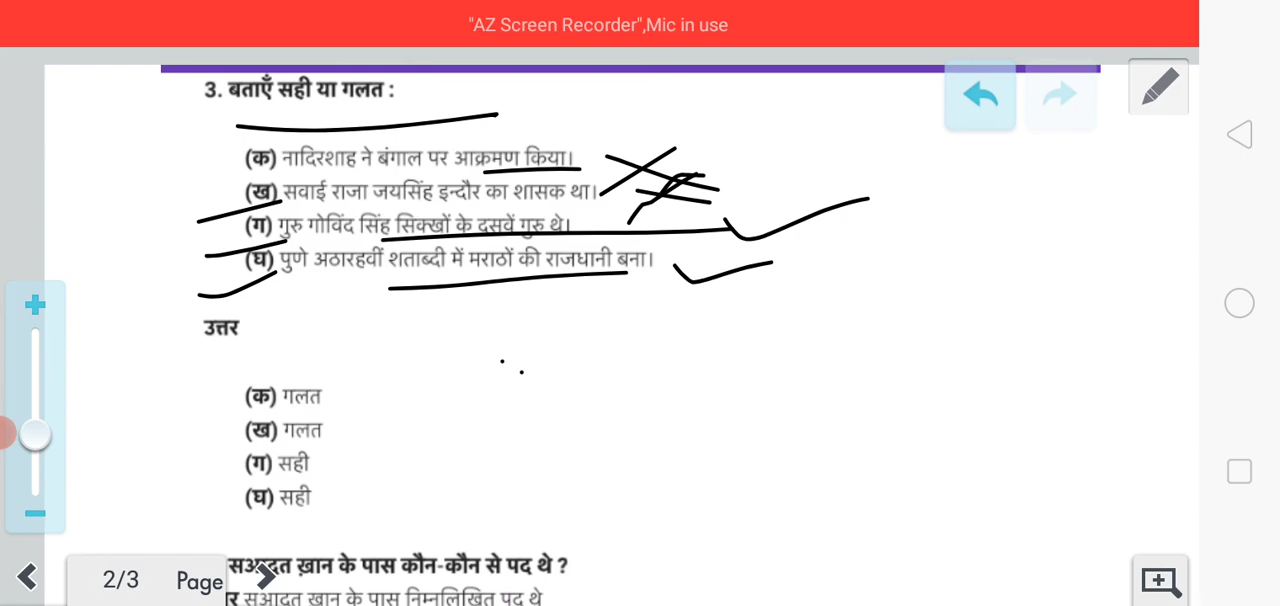 "AZ Screen Recorder",Mic in use
3. बताएँ सही या गलत :
(क) नादिरशाह ने बंगाल पर आक्रमण किया।
(ख) सवाई राजा जयसिंह इन्दौर का शासक था।
(ग) गुरु गोविंद सिंह सिक्खों के दसवें गुरु थे।
(घ) पुणे अठारहवीं शताब्दी में मराठों की राजधानी बना।
उत्तर
(क) गलत
(ख) गलत
(ग) सही
(घ) सही
सआदत ख़ान के पास कौन-कौन से पद थे ?
र सआदत खान के पास निम्नलिखित पद थे
2/3 Page